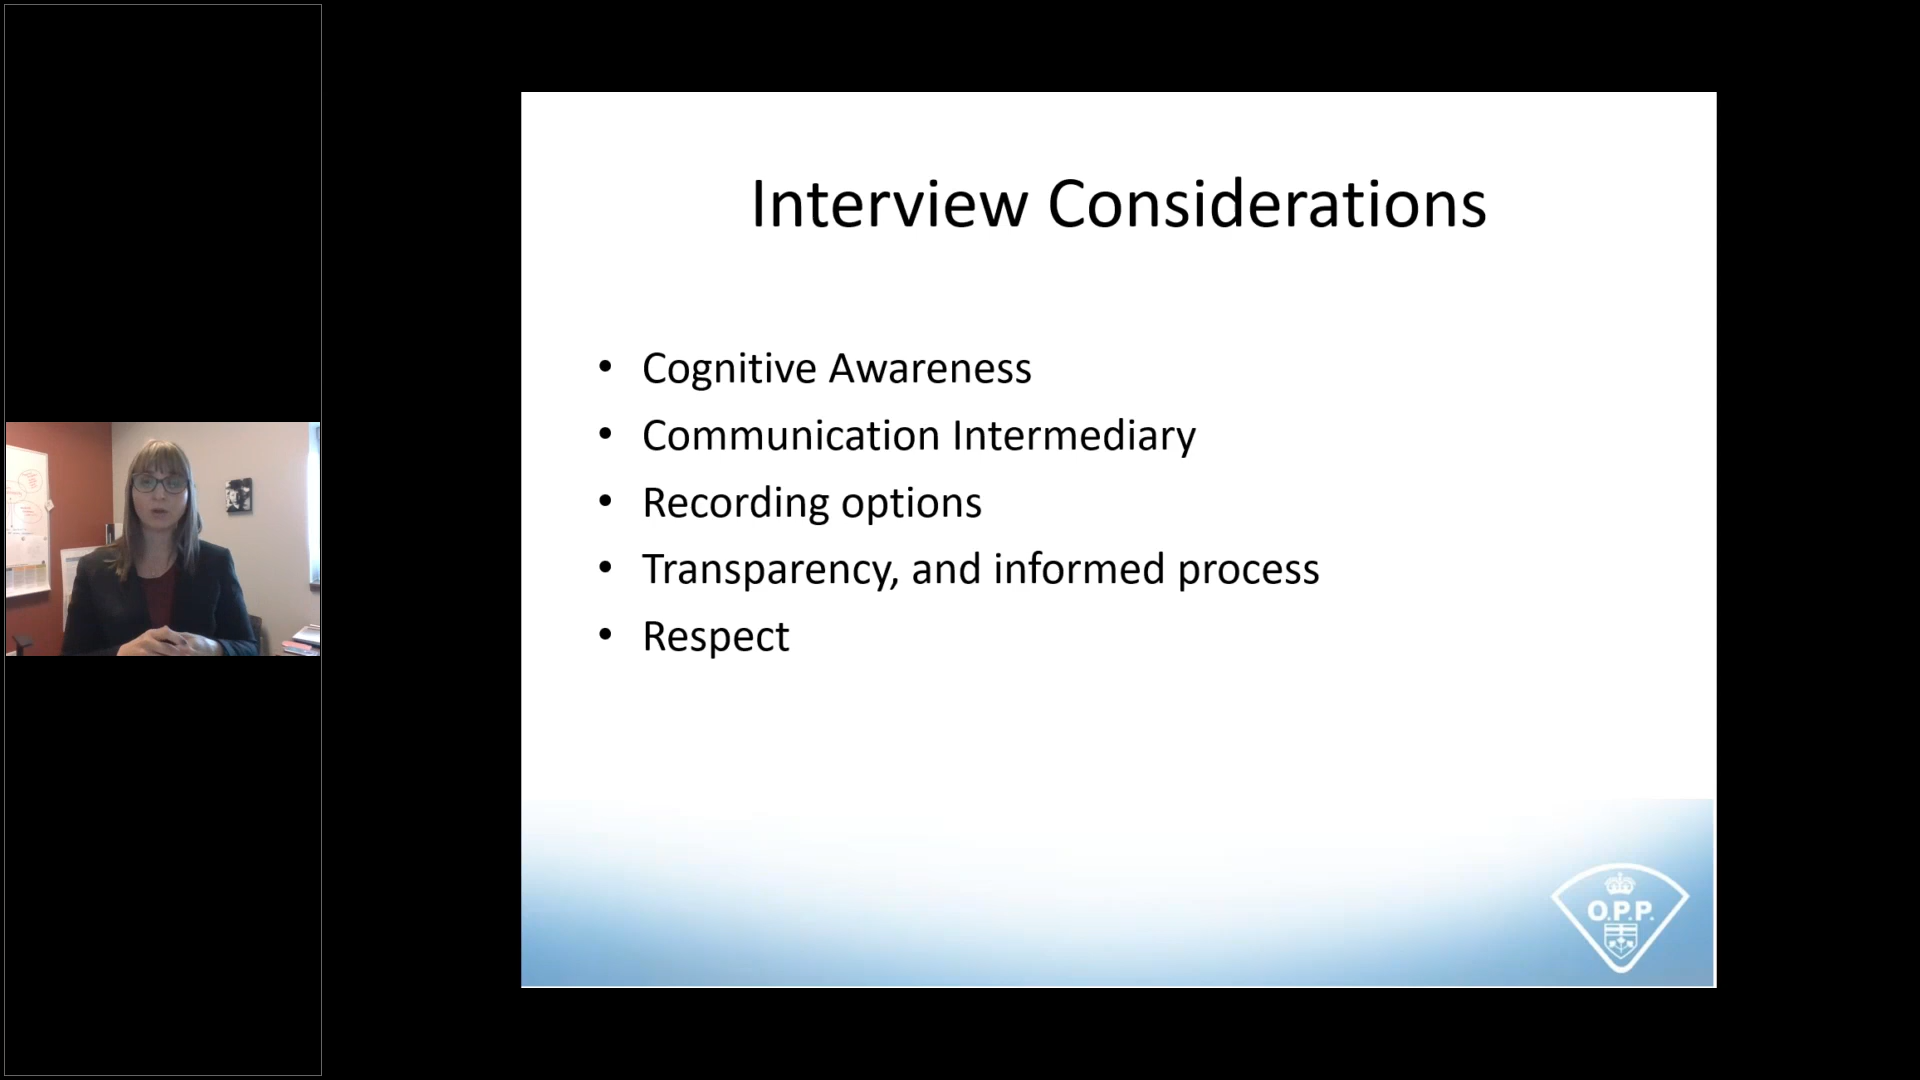 Interview Considerations
• Cognitive Awareness
• Communication Intermediary
• Recording options
• Transparency, and informed process
• Respect
O.P.P.